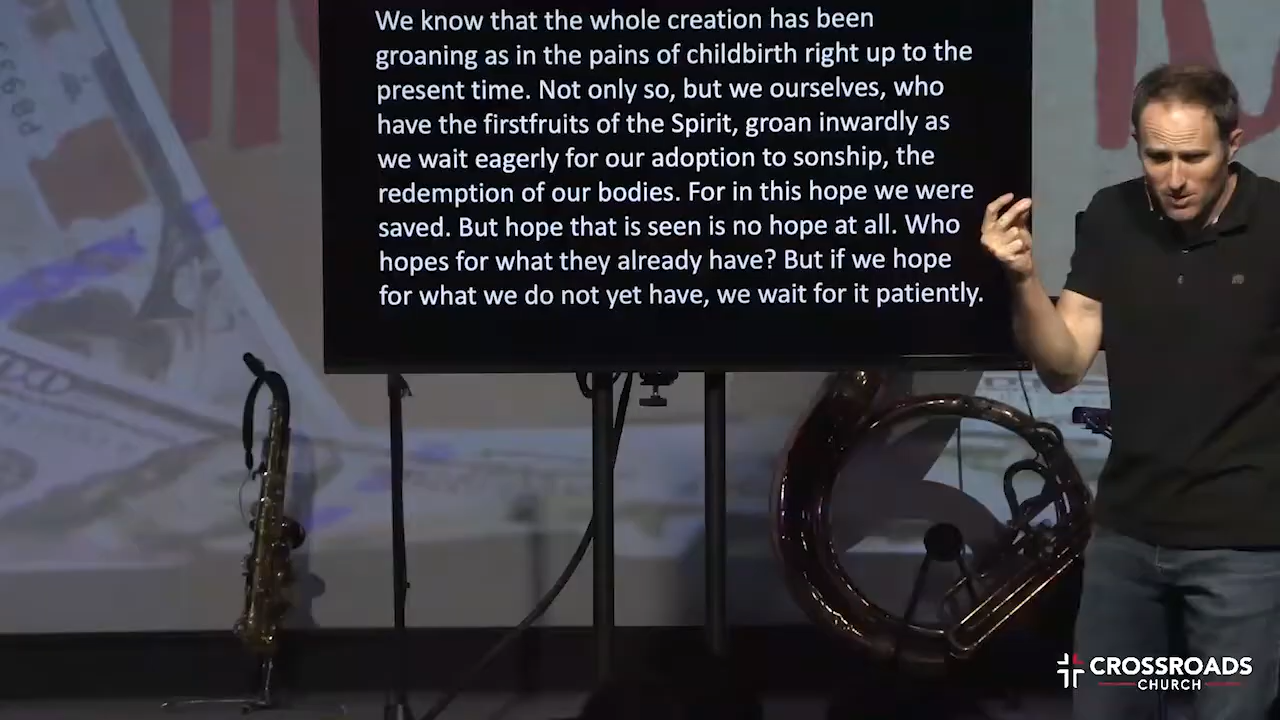 We know that the whole creation has been
groaning as in the pains of childbirth right up to the
present time. Not only so, but we ourselves, who
have the firstfruits of the Spirit, groan inwardly as
we wait eagerly for our adoption to sonship, the
redemption of our bodies. For in this hope we were
saved. But hope that is seen is no hope at all. Who
hopes for what they already have? But if we hope
for what we do not yet have, we wait for it patiently.
CROSSROADS
CHURCH